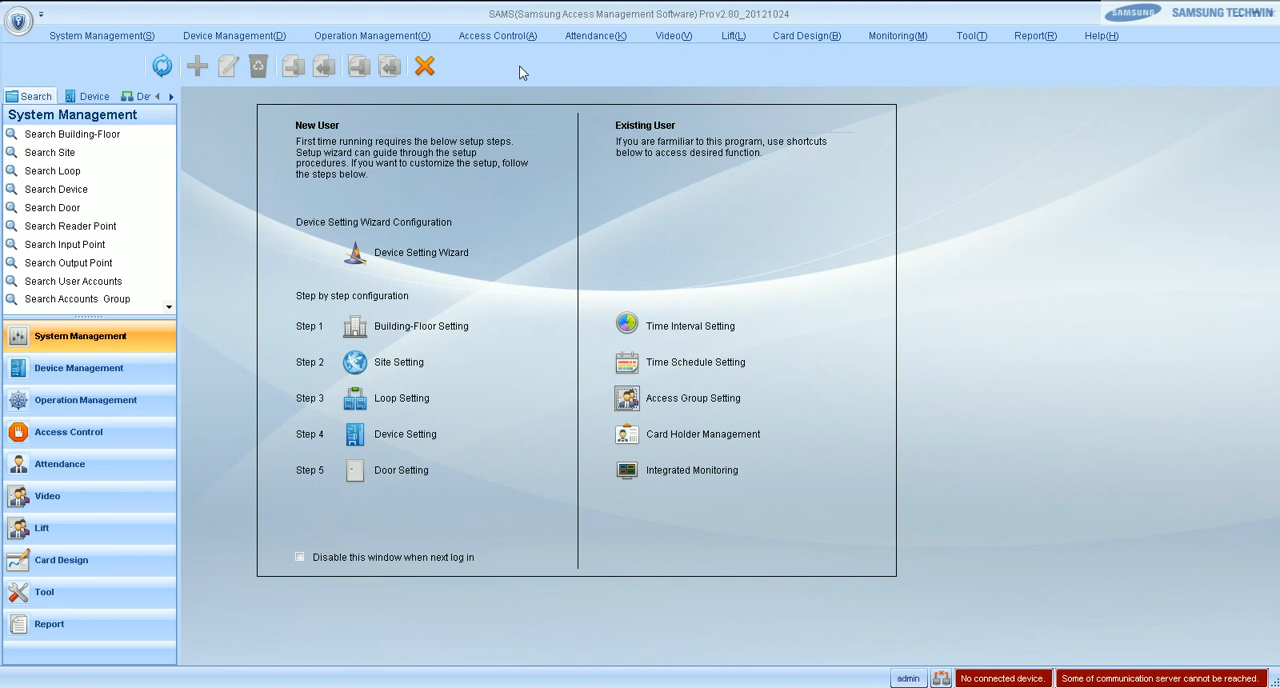 SAMS(Samsung Access Management Software) Pro v2.80_20121024
SAMSUNG SAMSUNG TECHWIN
System Management(S) Device Management(D) Operation Management(O) Access Control(A) Attendance(K) Video(V) Lift(L) Card Design(B) Monitoring(M) Tool(T) Report(R) Help(H)
Search Device De
System Management
Search Building-Floor
Search Site
Search Loop
Search Device
Search Door
Search Reader Point
Search Input Point
Search Output Point
Search User Accounts
Search Accounts Group
System Management
Device Management
Operation Management
Access Control
Attendance
Video
Lift
Card Design
Tool
Report
New User
First time running requires the below setup steps.
Setup wizard can guide through the setup
procedures. If you want to customize the setup, follow
the steps below.
Device Setting Wizard Configuration
Device Setting Wizard
Step by step configuration
Step 1 Building-Floor Setting
Step 2 Site Setting
Step 3 Loop Setting
Step 4 Device Setting
Step 5 Door Setting
Disable this window when next log in
Existing User
If you are farmiliar to this program, use shortcuts
below to access desired function.
Time Interval Setting
Time Schedule Setting
Access Group Setting
Card Holder Management
Integrated Monitoring
admin No connected device. Some of communication server cannot be reached.